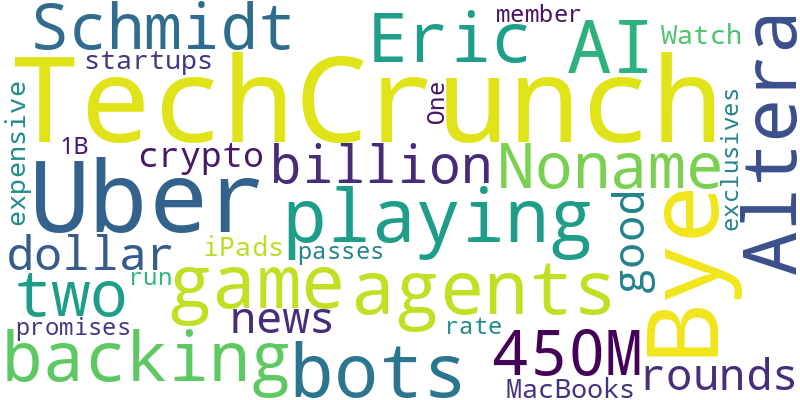 member
Schmidt
Eric
AI
Watch
startups
TechCrunch
Altera
expensive
One
exclusives
1B
crypto
billion
Noname
Uber
playing
good
Bye
dollar
iPads
passes
two
run
game
agents
promises
news
rate
backing
bots
450M
rounds
MacBooks